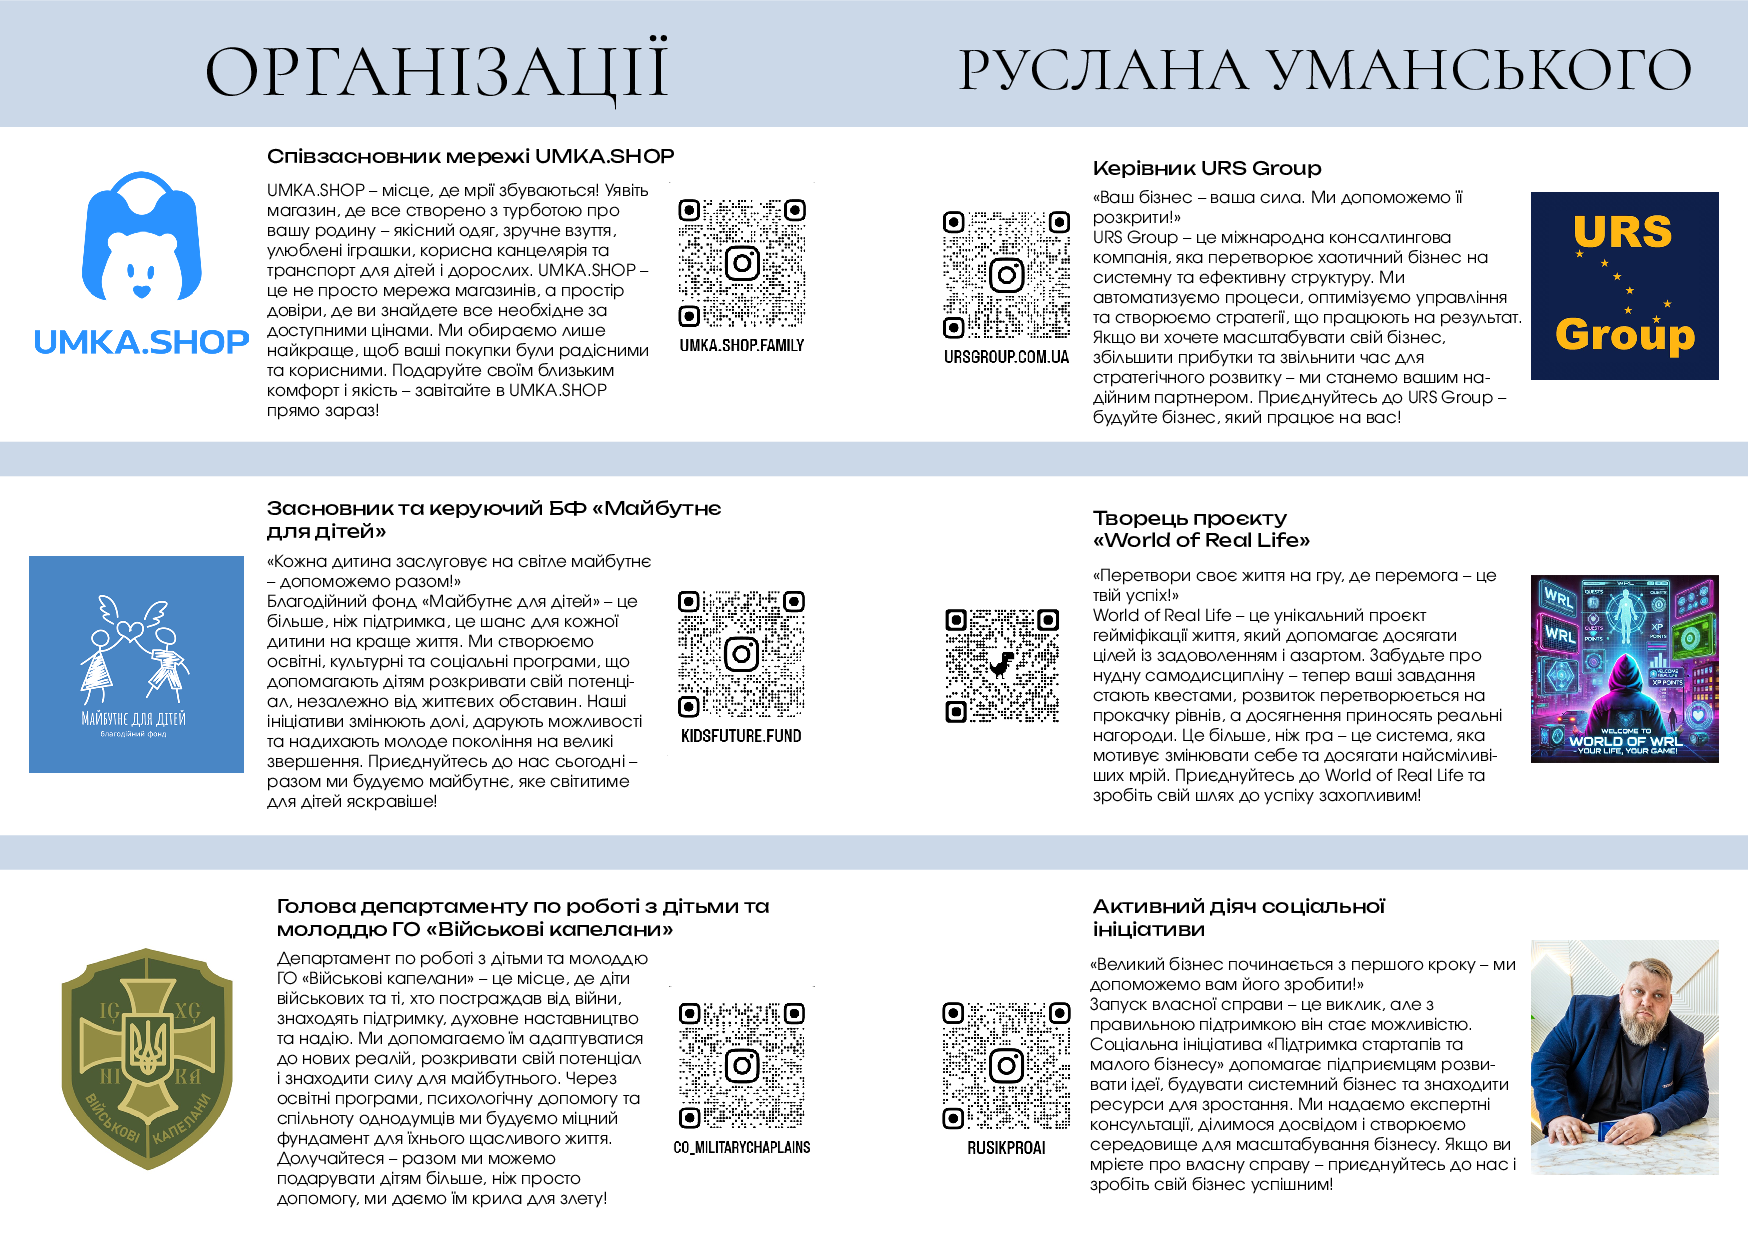 ОРГАНІЗАЦІЇ
РУСЛАНА УМАНСЬКОГО
UMKA.SHOP
Співзасновник мережі UMKA.SHOP
UMKA.SHOP – місце, де мрії збуваються! Уявіть
магазин, де все створено з турботою про
вашу родину – якісний одяг, зручне взуття,
улюблені іграшки, корисна канцелярія та
транспорт для дітей і дорослих. UMKA.SHOP –
це не просто мережа магазинів, а простір
довіри, де ви знайдете все необхідне за
доступними цінами. Ми обираємо лише
найкраще, щоб ваші покупки були радісними
та корисними. Подаруйте своїм близьким
комфорт і якість – завітайте в UMKA.SHOP
прямо зараз!
UMKA.SHOP.FAMILY
URSGROUP.COM.UA
Керівник URS Group
«Ваш бізнес – ваша сила. Ми допоможемо її
розкрити!»
URS Group – це міжнародна консалтингова
компанія, яка перетворює хаотичний бізнес на
системну та ефективну структуру. Ми
автоматизуємо процеси, оптимізуємо управління
та створюємо стратегії, що працюють на результат.
Якщо ви хочете масштабувати свій бізнес,
збільшити прибутки та звільнити час для
стратегічного розвитку – ми станемо вашим на-
дійним партнером. Приєднуйтесь до URS Group –
будуйте бізнес, який працює на вас!
URS
Group
Майбутнє для дітей
благодійний фонд
Засновник та керуючий БФ «Майбутнє
для дітей»
«Кожна дитина заслуговує на світле майбутнє
– допоможемо разом!»
Благодійний фонд «Майбутнє для дітей» – це
більше, ніж підтримка, це шанс для кожної
дитини на краще життя. Ми створюємо
освітні, культурні та соціальні програми, що
допомагають дітям розкривати свій потенці-
ал, незалежно від життєвих обставин. Наші
ініціативи змінюють долі, дарують можливості
та надихають молоде покоління на великі
звершення. Приєднуйтесь до нас сьогодні –
разом ми будуємо майбутнє, яке світитиме
для дітей яскравіше!
KIDSFUTURE.FUND
Творець проєкту
«World of Real Life»
«Перетвори своє життя на гру, де перемога – це
твій успіх!»
World of Real Life – це унікальний проєкт
гейміфікації життя, який допомагає досягати
цілей із задоволенням і азартом. Забудьте про
нудну самодисципліну – тепер ваші завдання
стають квестами, розвиток перетворюється на
прокачку рівнів, а досягнення приносять реальні
нагороди. Це більше, ніж гра – це система, яка
мотивує змінювати себе та досягати найсміливі-
ших мрій. Приєднуйтесь до World of Real Life та
зробіть свій шлях до успіху захопливим!
WRL
WRL
WRL
QUESTS
QUESTS
POINTS
XP
POINTS
XP POINTS
WELCOME TO
WORLD OF WRL
YOUR LIFE, YOUR GAME!
ІС ХС
НІ КА
ВІЙСЬКОВІ КАПЕЛАНИ
Голова департаменту по роботі з дітьми та
молоддю ГО «Військові капелани»
Департамент по роботі з дітьми та молоддю
ГО «Військові капелани» – це місце, де діти
військових та ті, хто постраждав від війни,
знаходять підтримку, духовне наставництво
та надію. Ми допомагаємо їм адаптуватися
до нових реалій, розкривати свій потенціал
і знаходити силу для майбутнього. Через
освітні програми, психологічну допомогу та
спільноту однодумців ми будуємо міцний
фундамент для їхнього щасливого життя.
Долучайтеся – разом ми можемо
подарувати дітям більше, ніж просто
допомогу, ми даємо їм крила для злету!
CO_MILITARYCHAPLAINS
RUSIKPROAI
Активний діяч соціальної
ініціативи
«Великий бізнес починається з першого кроку – ми
допоможемо вам його зробити!»
Запуск власної справи – це виклик, але з
правильною підтримкою він стає можливістю.
Соціальна ініціатива «Підтримка стартапів та
малого бізнесу» допомагає підприємцям розви-
вати ідеї, будувати системний бізнес та знаходити
ресурси для зростання. Ми надаємо експертні
консультації, ділимося досвідом і створюємо
середовище для масштабування бізнесу. Якщо ви
мрієте про власну справу – приєднуйтесь до нас і
зробіть свій бізнес успішним!